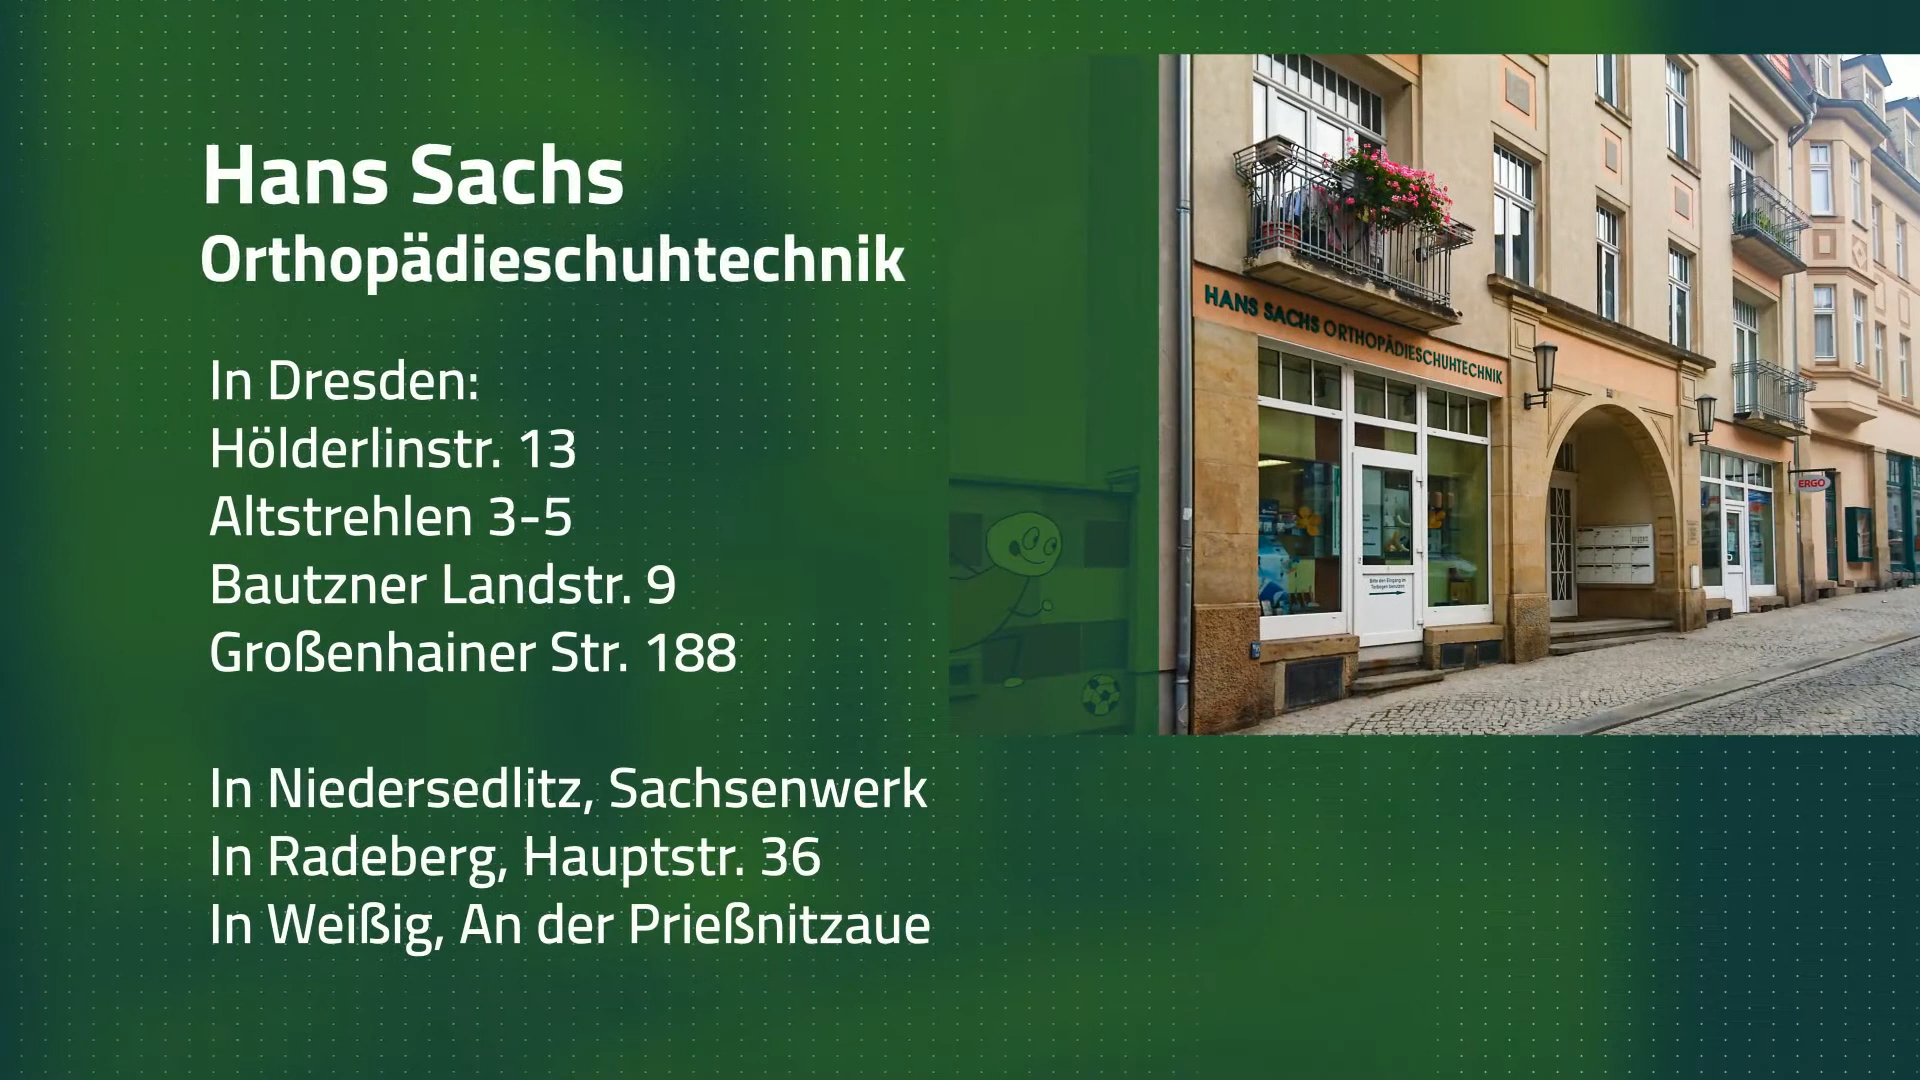 Hans Sachs
Orthopädieschuhtechnik
In Dresden:
Hölderlinstr. 13
Altstrehlen 3-5
Bautzner Landstr. 9
Großenhainer Str. 188
In Niedersedlitz, Sachsenwerk
In Radeberg, Hauptstr. 36
In Weißig, An der Prießnitzaue
HANS SACHS ORTHOPÄDIESCHUHTECHNIK
ERGO